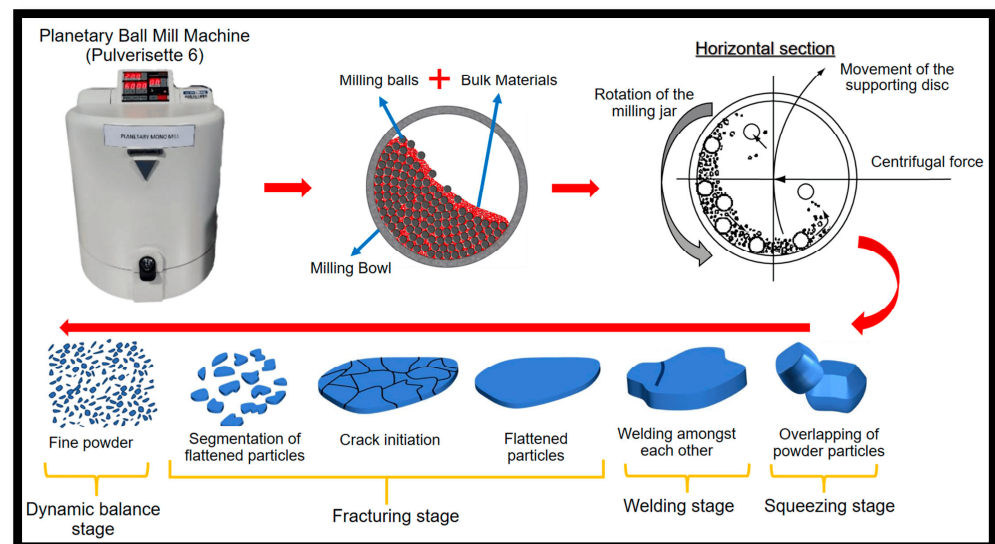 Planetary Ball Mill Machine
(Pulverisette 6)
PLANETARY MONO MILL
Milling balls + Bulk Materials
Milling Bowl
Horizontal section
Rotation of the
milling jar
Movement of the
supporting disc
Centrifugal force
Fine powder
Segmentation of
flattened particles
Crack initiation
Flattened
particles
Welding amongst
each other
Overlapping of
powder particles
Dynamic balance
stage
Fracturing stage
Welding stage
Squeezing stage